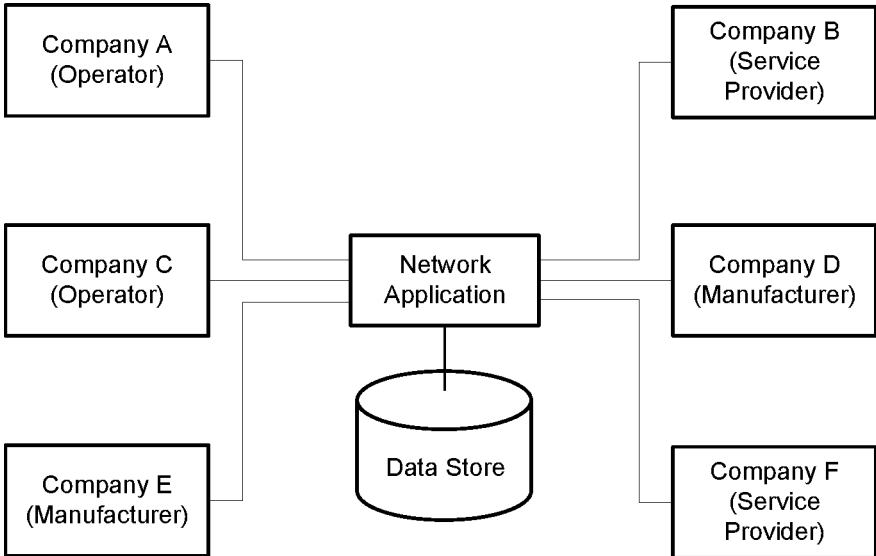 Company A
(Operator)
Company B
(Service
Provider)
Company C
(Operator)
Network
Application
Company D
(Manufacturer)
Data Store
Company E
(Manufacturer)
Company F
(Service
Provider)